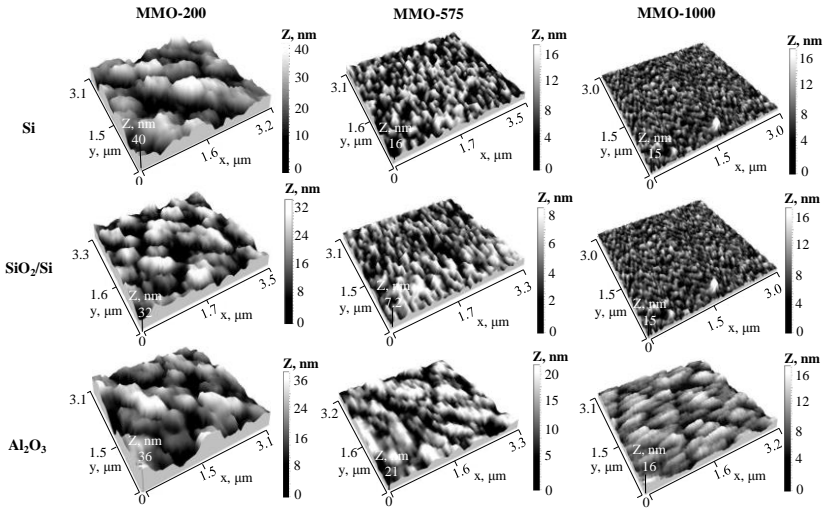 MMO-200 MMO-575 MMO-1000
Si
Z, nm 40 30 20 10 0
3.1 1.5 y, μm 0 1.6 x, μm 3.2
Z, nm 40
Z, nm 16 12 8 4 0
3.1 1.6 y, μm 0 1.7 x, μm 3.5
Z, nm 16
Z, nm 16 12 8 4 0
3.0 1.5 y, μm 0 1.5 x, μm 3.0
Z, nm 15
SiO₂/Si
Z, nm 32 24 16 8 0
3.3 1.6 y, μm 0 1.7 x, μm 3.5
Z, nm 32
Z, nm 8 6 4 2 0
3.1 1.5 y, μm 0 1.7 x, μm 3.3
Z, nm 7,2
Z, nm 16 12 8 4 0
3.0 1.5 y, μm 0 1.5 x, μm 3.0
Z, nm 15
Al₂O₃
Z, nm 36 28 16 8 0
3.1 1.5 y, μm 0 1.5 x, μm 3.1
Z, nm 36
Z, nm 20 15 10 5 0
3.2 1.6 y, μm 0 1.6 x, μm 3.3
Z, nm 21
Z, nm 16 12 8 4 0
3.1 1.5 y, μm 0 1.6 x, μm 3.2
Z, nm 16